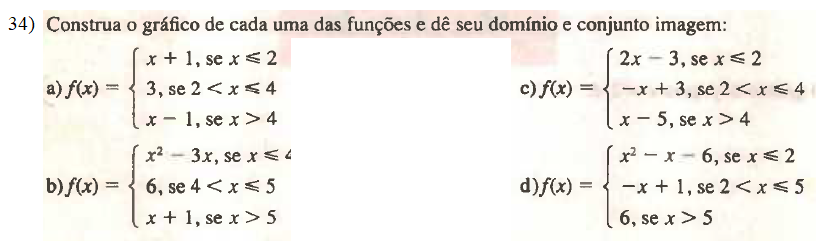 34) Construa o gráfico de cada uma das funções e dê seu domínio e conjunto imagem:
a) f(x) = { x + 1, se x ⩽ 2
3, se 2 < x ⩽ 4
x − 1, se x > 4
b) f(x) = { x² − 3x, se x ⩽
6, se 4 < x ⩽ 5
x + 1, se x > 5
c) f(x) = { 2x − 3, se x ⩽ 2
−x + 3, se 2 < x ⩽ 4
x − 5, se x > 4
d) f(x) = { x² − x − 6, se x ⩽ 2
−x + 1, se 2 < x ⩽ 5
6, se x > 5